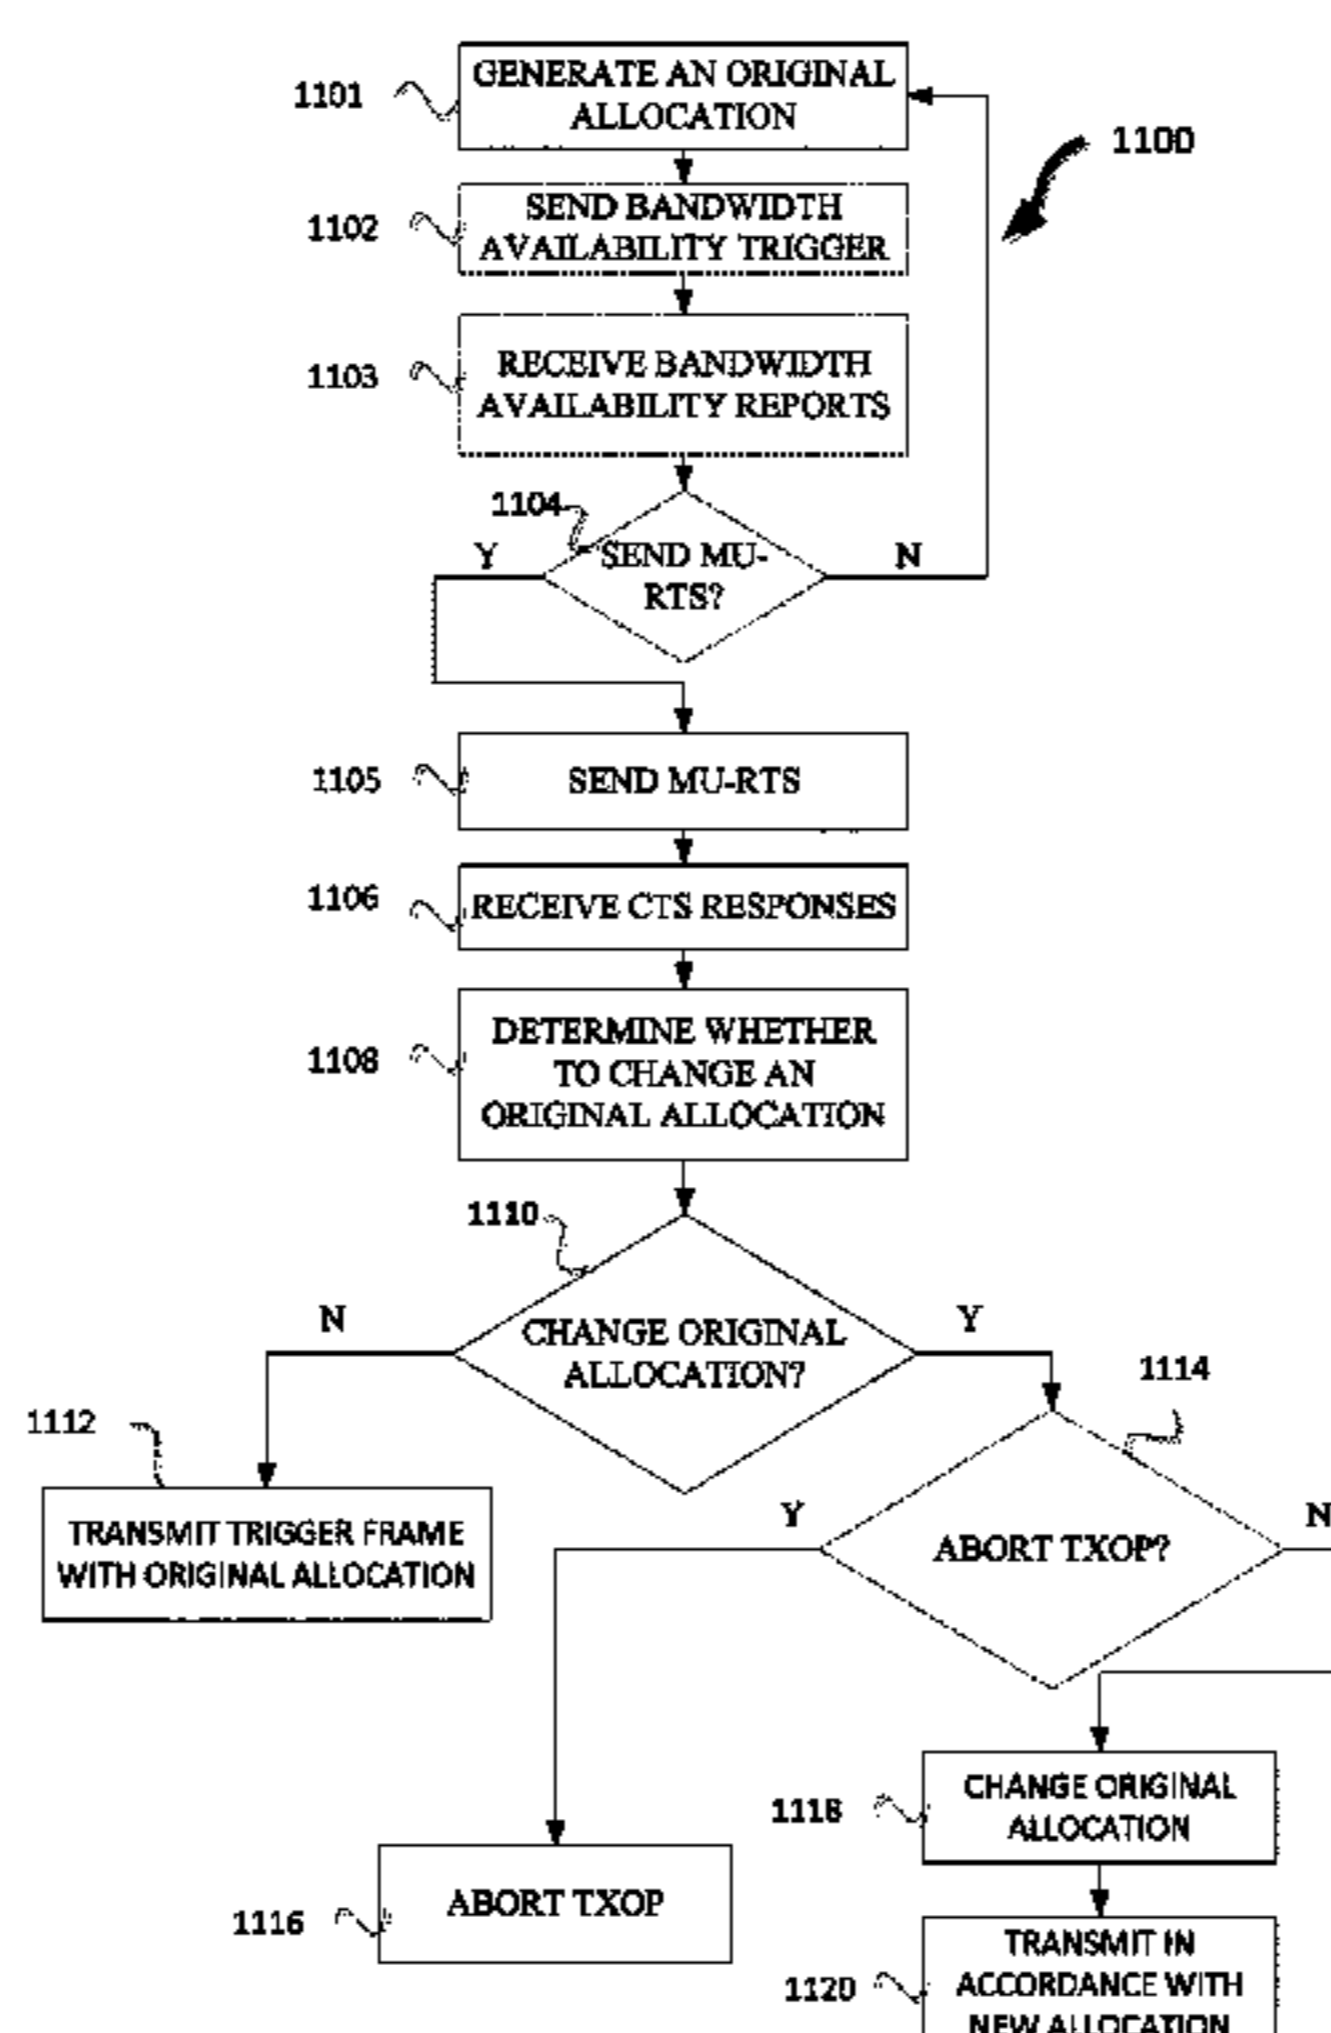 GENERATE AN ORIGINAL
ALLOCATION
1101
1100
SEND BANDWIDTH
AVAILABILITY TRIGGER
1102
RECEIVE BANDWIDTH
AVAILABILITY REPORTS
1103
1104
Y
SEND MU-
RTS?
N
1105
SEND MU-RTS
1106
RECEIVE CTS RESPONSES
DETERMINE WHETHER
TO CHANGE AN
ORIGINAL ALLOCATION
1108
1110
N
CHANGE ORIGINAL
ALLOCATION?
Y
1114
1112
TRANSMIT TRIGGER FRAME
WITH ORIGINAL ALLOCATION
Y
ABORT TXOP?
N
1118
CHANGE ORIGINAL
ALLOCATION
1116
ABORT TXOP
1120
TRANSMIT IN
ACCORDANCE WITH
NEW ALLOCATION